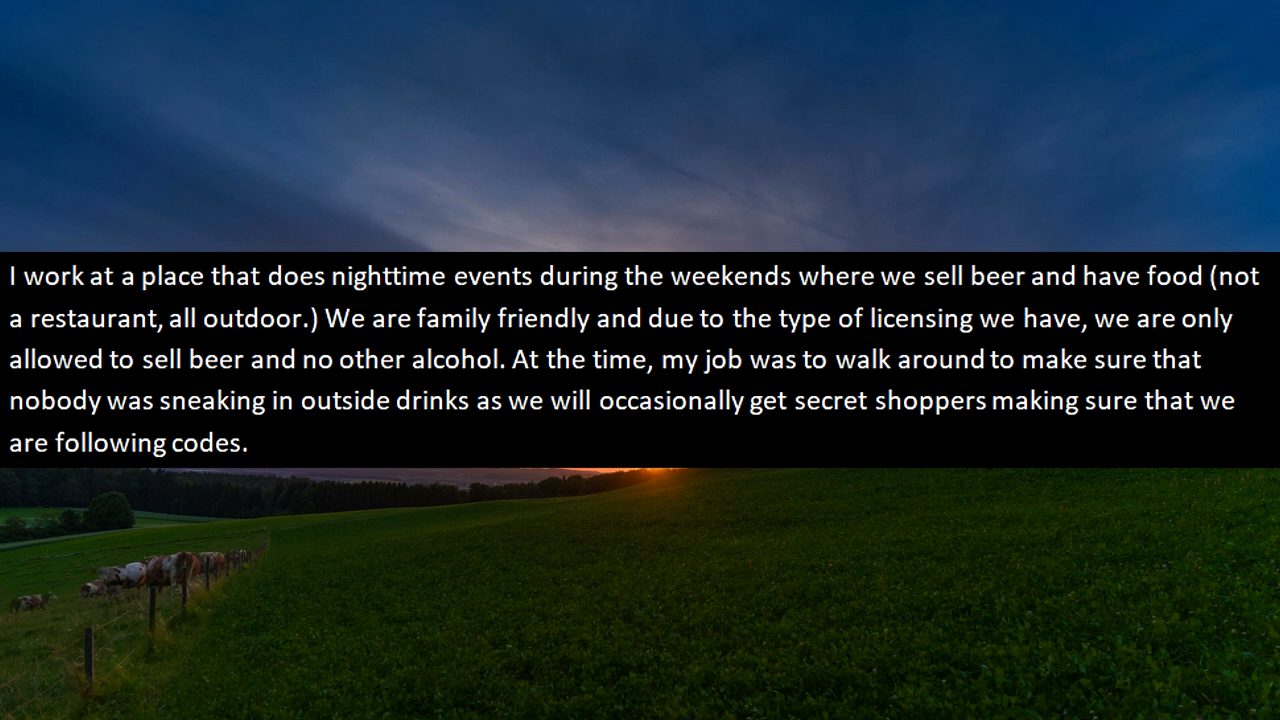 I work at a place that does nighttime events during the weekends where we sell beer and have food (not
a restaurant, all outdoor.) We are family friendly and due to the type of licensing we have, we are only
allowed to sell beer and no other alcohol. At the time, my job was to walk around to make sure that
nobody was sneaking in outside drinks as we will occasionally get secret shoppers making sure that we
are following codes.